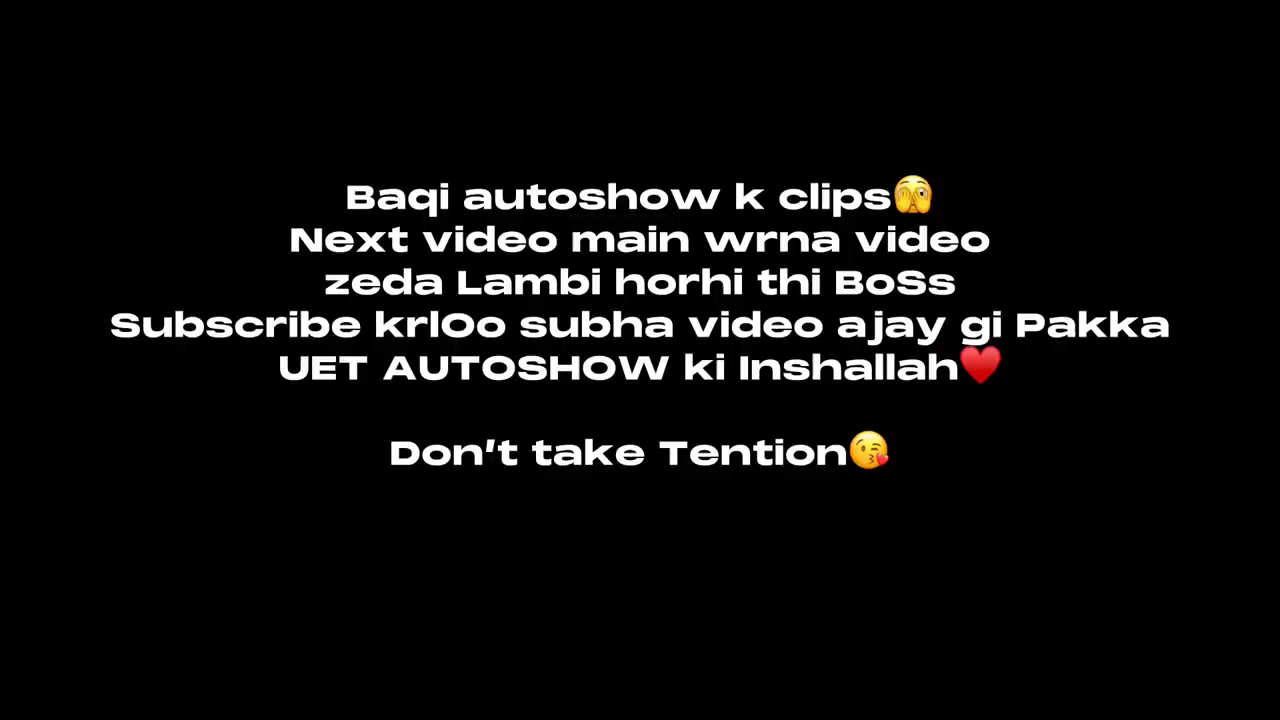 Baqi autoshow k clips🫣
Next video main wrna video
zeda Lambi horhi thi BoSs
Subscribe krlOo subha video ajay gi Pakka
UET AUTOSHOW ki Inshallah♥️
Don’t take Tention😘